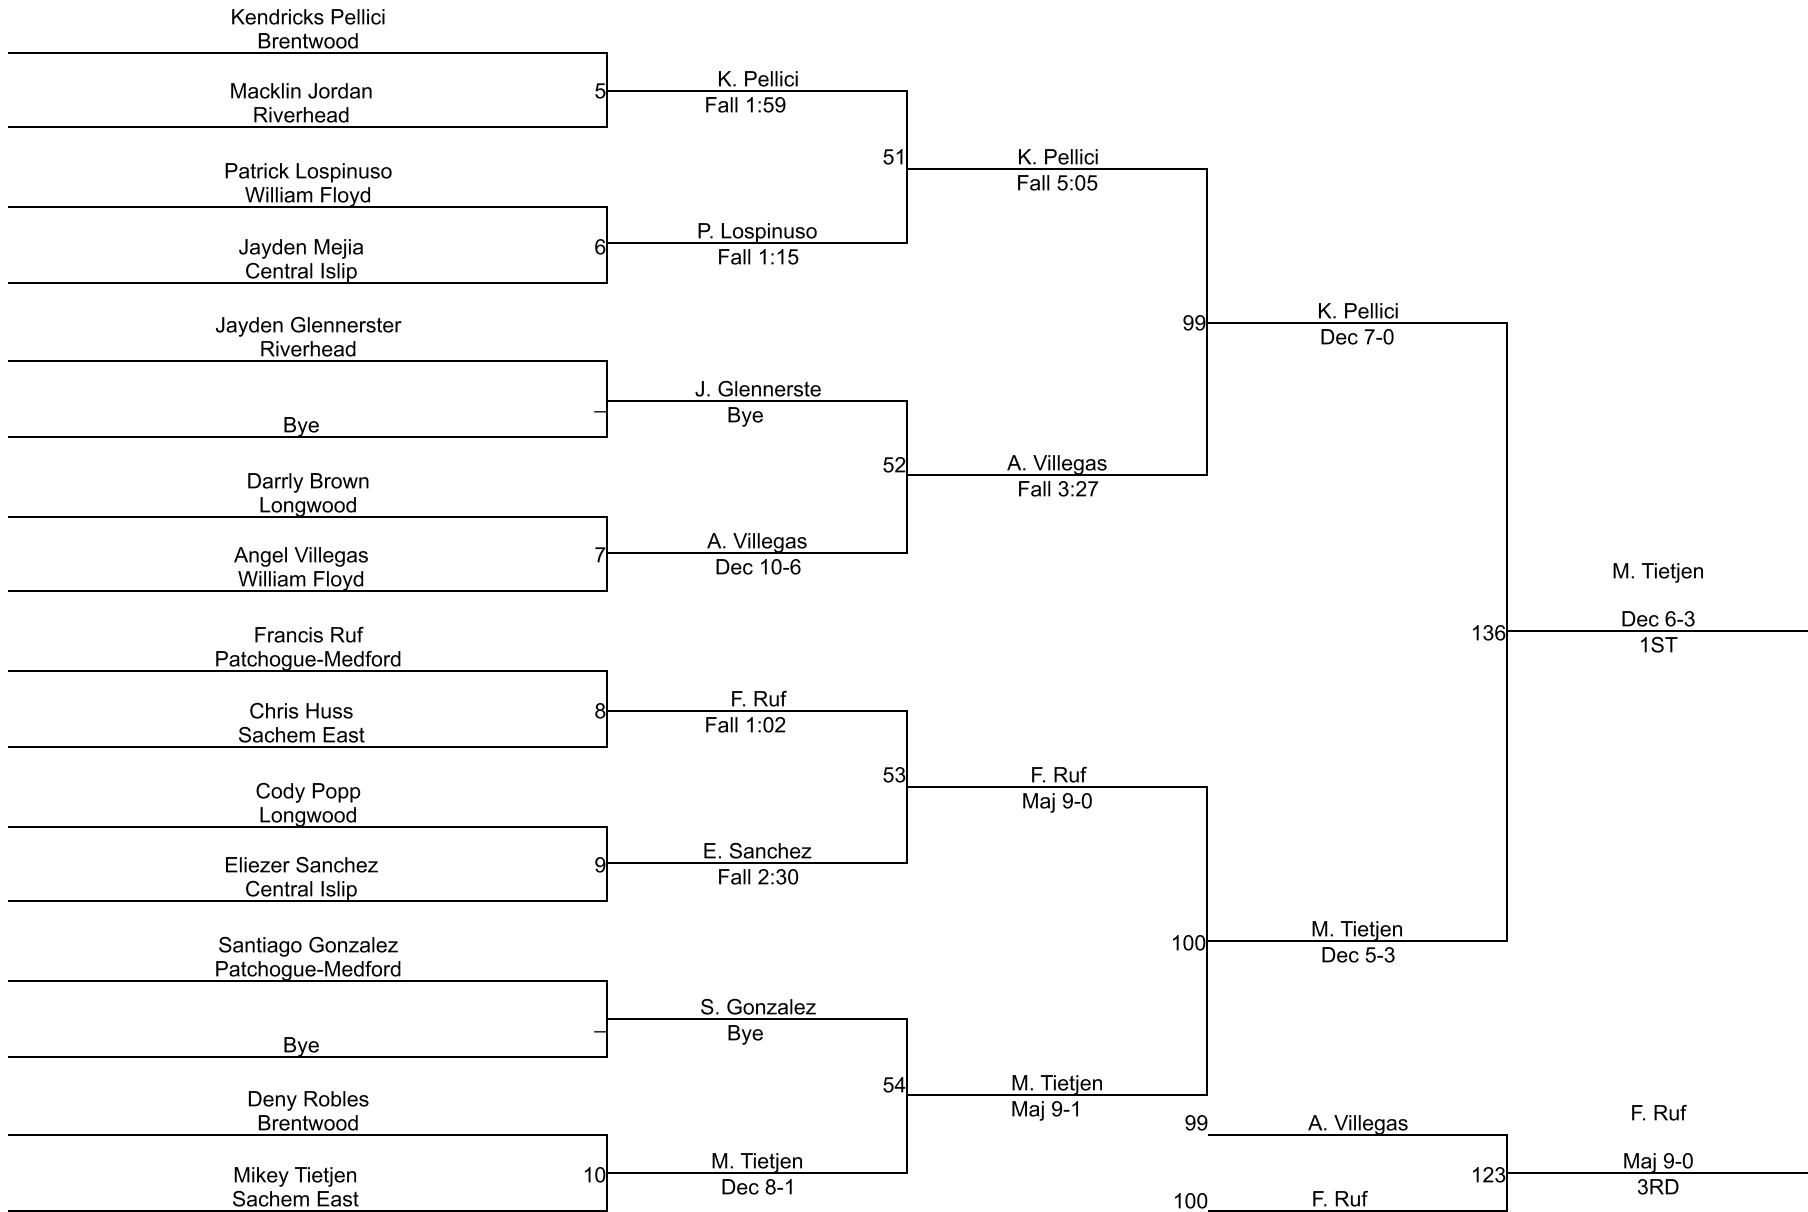 Kendricks Pellici
Brentwood
Macklin Jordan
Riverhead
5
Patrick Lospinuso
William Floyd
Jayden Mejia
Central Islip
6
Jayden Glennerster
Riverhead
Bye
Darrly Brown
Longwood
Angel Villegas
William Floyd
7
Francis Ruf
Patchogue-Medford
Chris Huss
Sachem East
8
Cody Popp
Longwood
Eliezer Sanchez
Central Islip
9
Santiago Gonzalez
Patchogue-Medford
Bye
Deny Robles
Brentwood
Mikey Tietjen
Sachem East
10
K. Pellici
Fall 1:59
51
P. Lospinuso
Fall 1:15
J. Glennerste
Bye
52
A. Villegas
Dec 10-6
F. Ruf
Fall 1:02
53
E. Sanchez
Fall 2:30
S. Gonzalez
Bye
54
M. Tietjen
Dec 8-1
K. Pellici
Fall 5:05
99
A. Villegas
Fall 3:27
F. Ruf
Maj 9-0
100
M. Tietjen
Maj 9-1
K. Pellici
Dec 7-0
136
M. Tietjen
Dec 5-3
M. Tietjen
Dec 6-3
1ST
99
A. Villegas
123
100
F. Ruf
F. Ruf
Maj 9-0
3RD